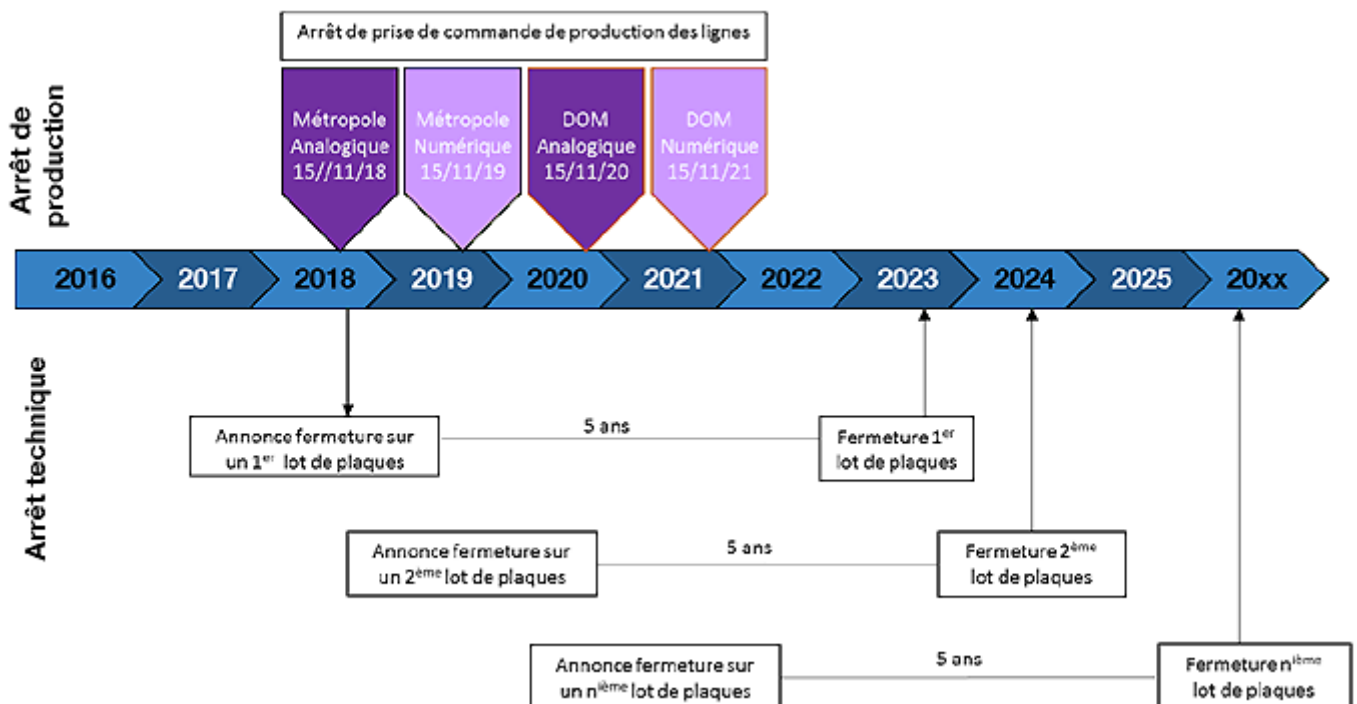 Arrêt de prise de commande de production des lignes
Arrêt de
production
Métropole
Analogique
15//11/18
Métropole
Numérique
15/11/19
DOM
Analogique
15/11/20
DOM
Numérique
15/11/21
2016
2017
2018
2019
2020
2021
2022
2023
2024
2025
20xx
Arrêt technique
Annonce fermeture sur
un 1er lot de plaques
5 ans
Fermeture 1er
lot de plaques
Annonce fermeture sur
un 2ème lot de plaques
5 ans
Fermeture 2ème
lot de plaques
Annonce fermeture sur
un nième lot de plaques
5 ans
Fermeture nième
lot de plaques